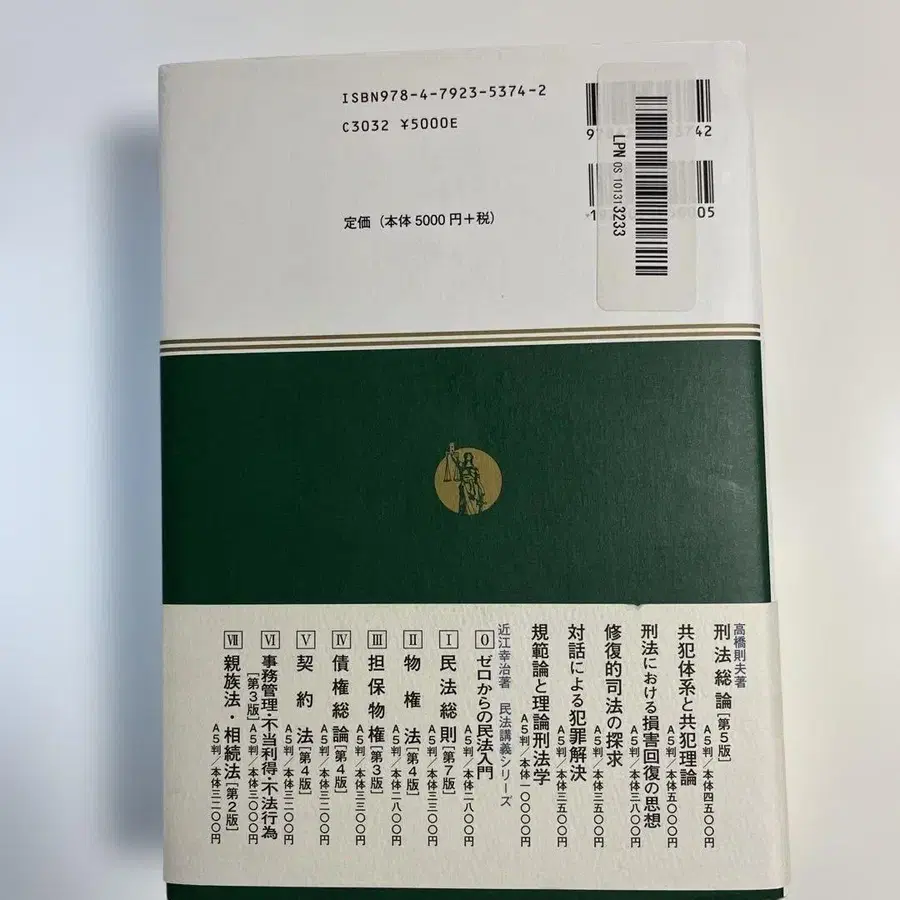 ISBN978-4-7923-5374-2
C3032 ¥5000E
定価（本体5000円＋税）
LPN OS 10131 3233
高橋則夫著
刑法総論［第5版］ A5判／本体四五〇〇円
共犯体系と共犯理論 A5判／本体五〇〇〇円
刑法における損害回復の思想 A5判／本体三八〇〇円
修復的司法の探求 A5判／本体三五〇〇円
対話による犯罪解決 A5判／本体三五〇〇円
規範論と理論刑法学 A5判／本体一〇〇〇〇円
近江幸治著 民法講義シリーズ
0 ゼロからの民法入門 A5判／本体二八〇〇円
Ⅰ 民法総則［第7版］ A5判／本体三三〇〇円
Ⅱ 物権法［第4版］ A5判／本体二八〇〇円
Ⅲ 担保物権［第3版］ A5判／本体三三〇〇円
Ⅳ 債権総論［第4版］ A5判／本体三二〇〇円
Ⅴ 契約法［第4版］ A5判／本体三二〇〇円
Ⅵ 事務管理・不当利得・不法行為［第3版］ A5判／本体三〇〇〇円
Ⅶ 親族法・相続法［第2版］ A5判／本体三二〇〇円